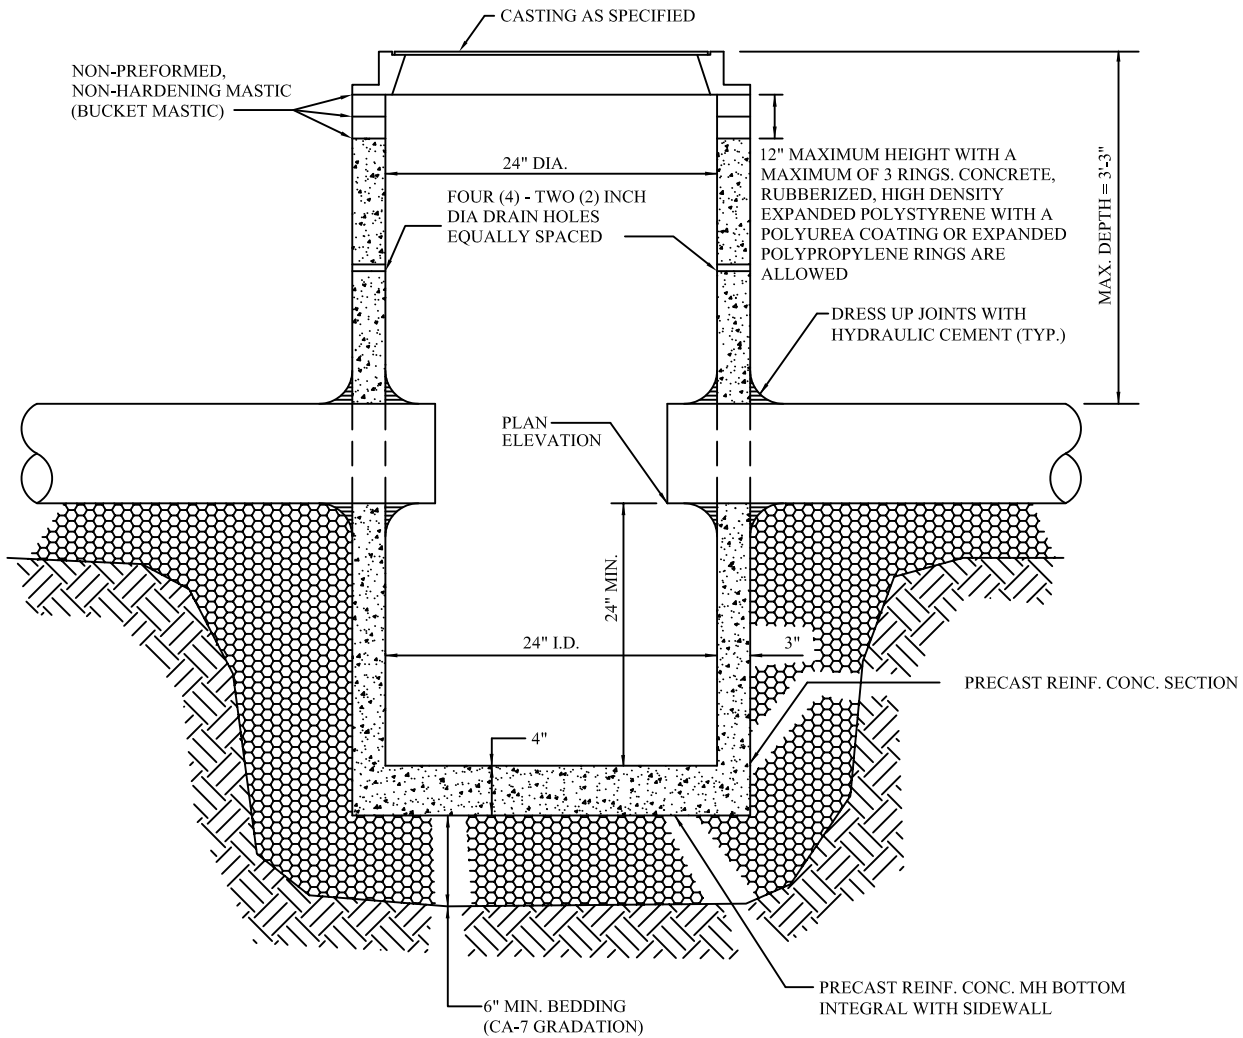 CASTING AS SPECIFIED
NON-PREFORMED,
NON-HARDENING MASTIC
(BUCKET MASTIC)
24" DIA.
12" MAXIMUM HEIGHT WITH A
MAXIMUM OF 3 RINGS. CONCRETE,
RUBBERIZED, HIGH DENSITY
EXPANDED POLYSTYRENE WITH A
POLYUREA COATING OR EXPANDED
POLYPROPYLENE RINGS ARE
ALLOWED
MAX. DEPTH = 3'-3"
FOUR (4) - TWO (2) INCH
DIA DRAIN HOLES
EQUALLY SPACED
DRESS UP JOINTS WITH
HYDRAULIC CEMENT (TYP.)
PLAN
ELEVATION
24" MIN.
24" I.D.
3"
PRECAST REINF. CONC. SECTION
4"
PRECAST REINF. CONC. MH BOTTOM
INTEGRAL WITH SIDEWALL
6" MIN. BEDDING
(CA-7 GRADATION)